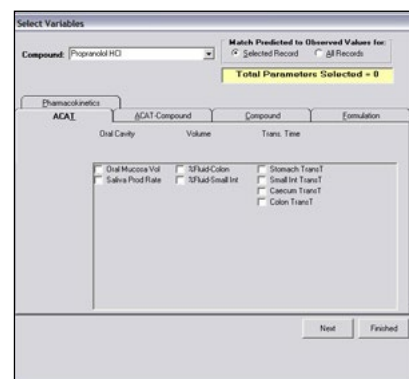 Select Variables
Match Predicted to Observed Values for:
Compound: Propranolol HCl
Selected Record All Records
Total Parameters Selected = 0
Pharmacokinetics
ACAT ACAT-Compound Compound Formulation
Oral Cavity Volume Trans. Time
Oral Mucosa Vol %Fluid-Colon Stomach TransT
Saliva Prod Rate %Fluid-Small Int Small Int TransT
Caecum TransT
Colon TransT
Next Finished